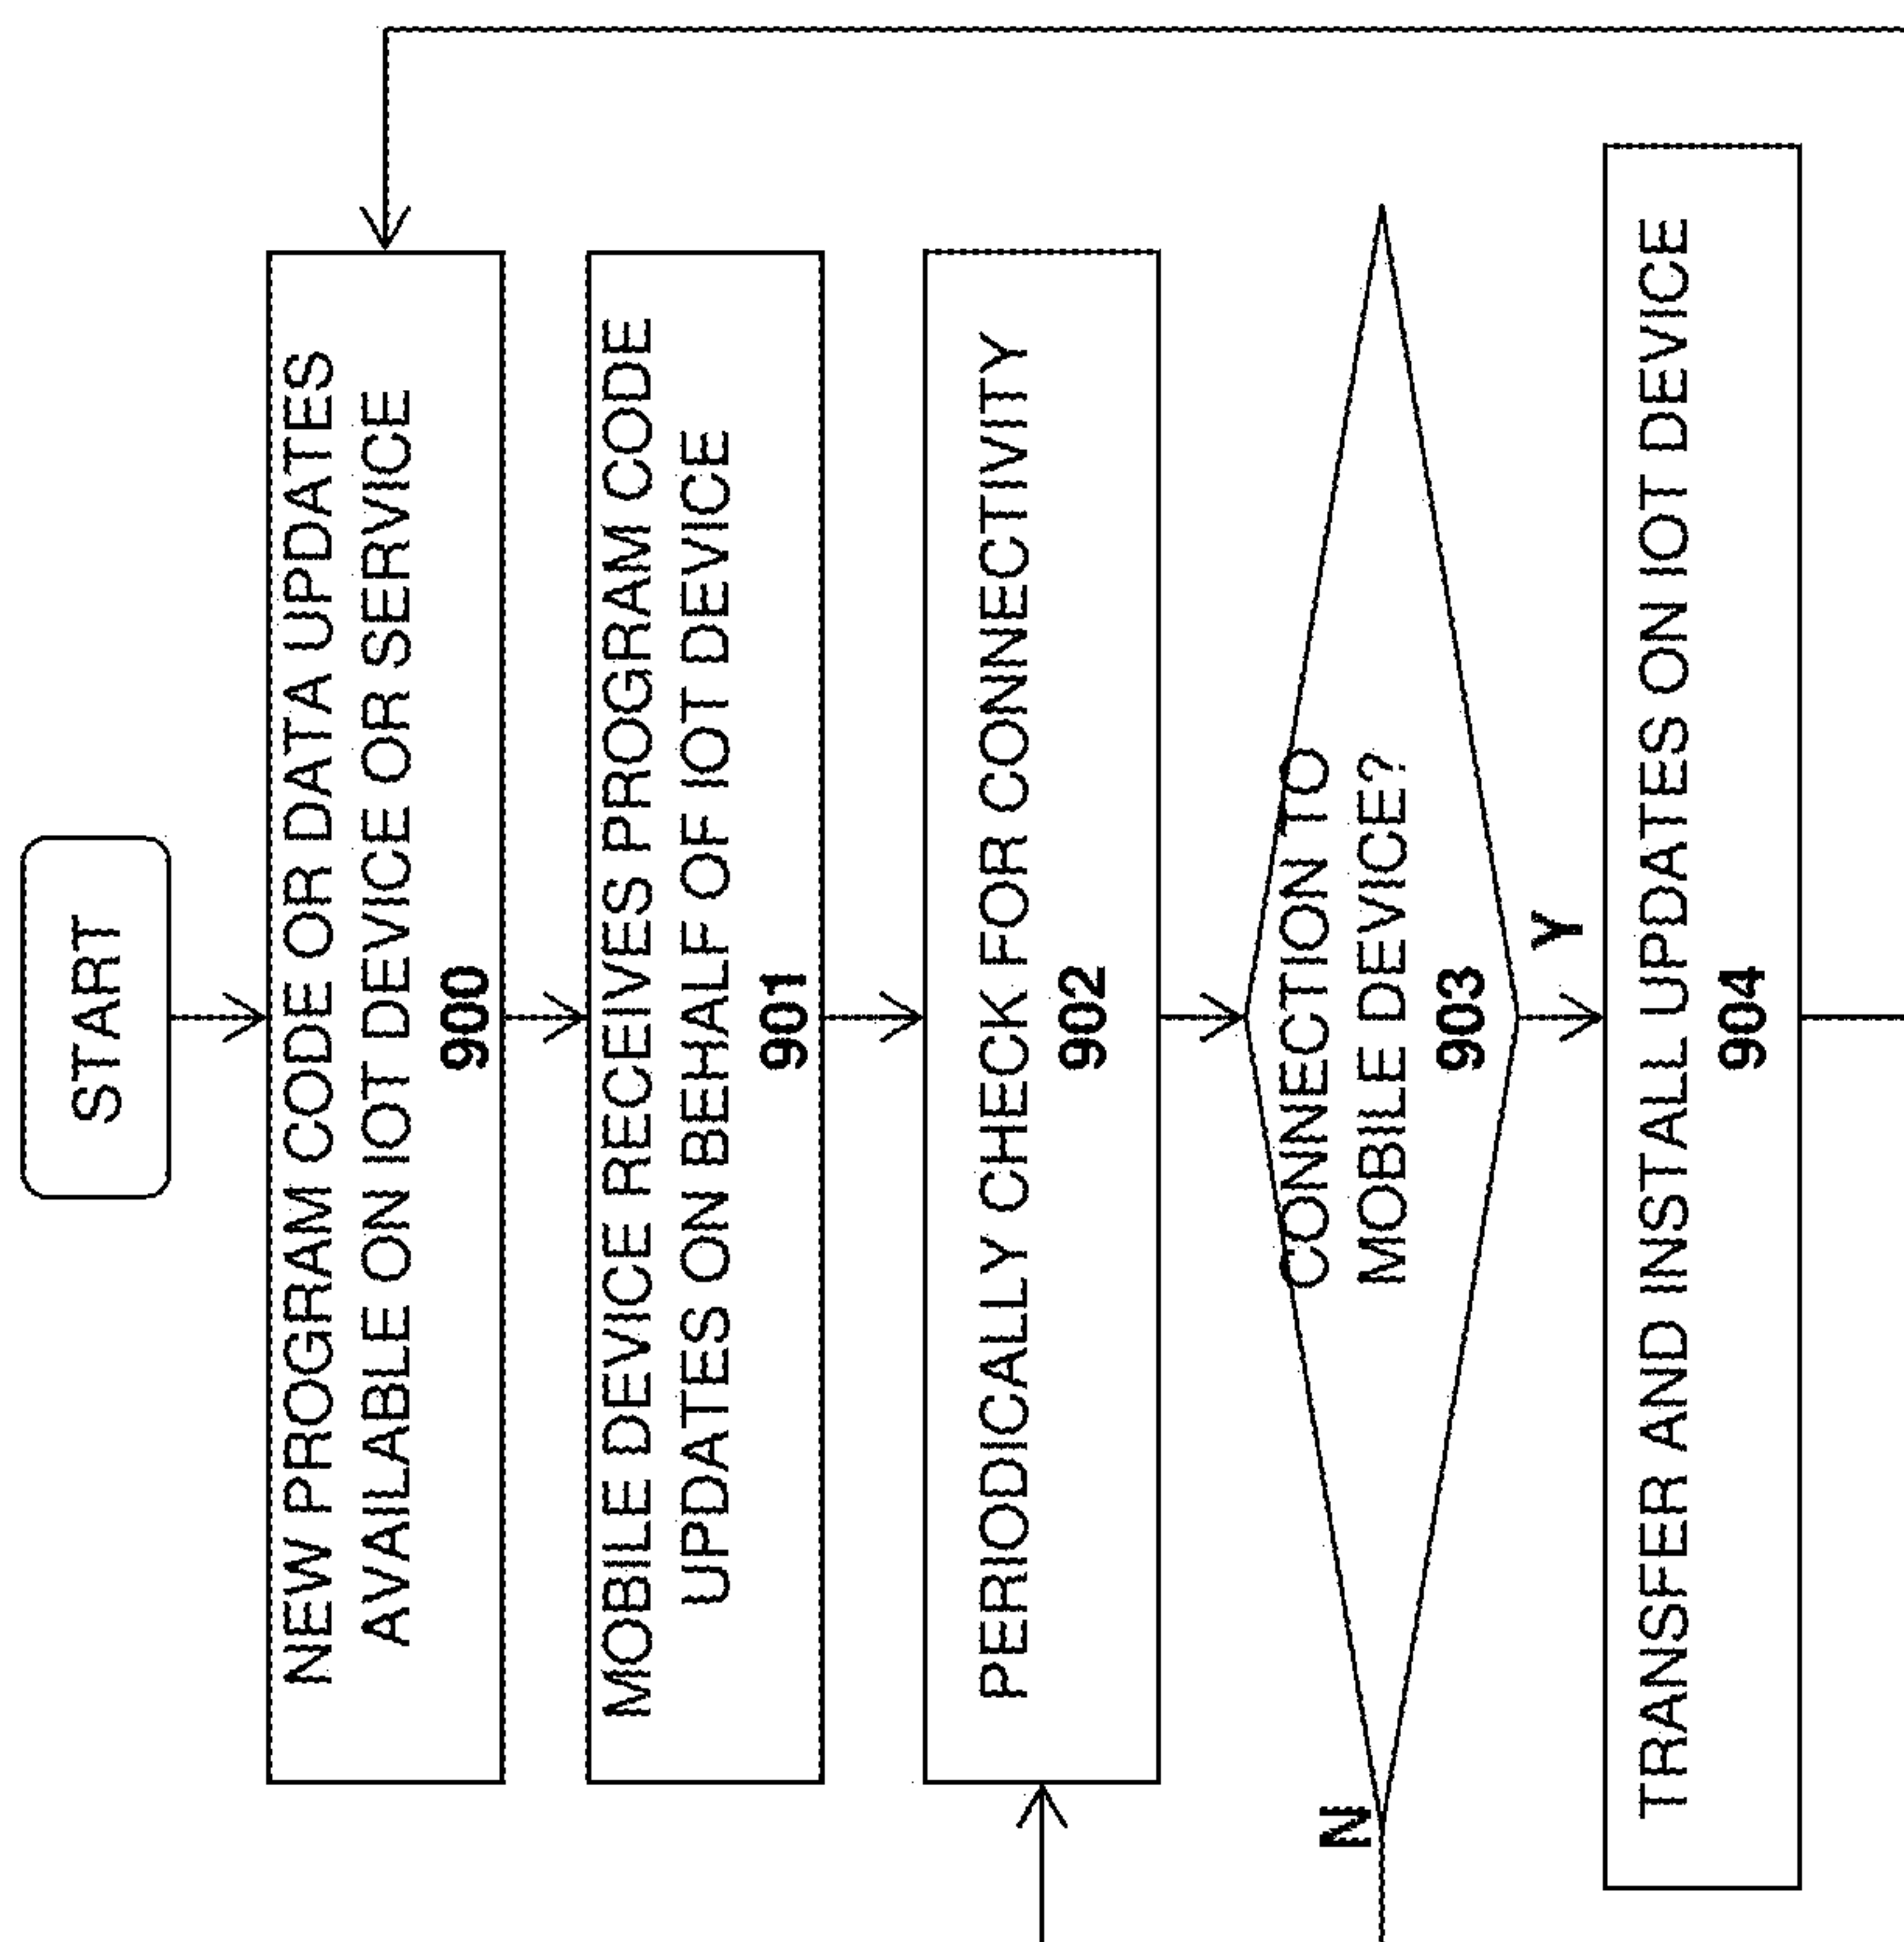 START
NEW PROGRAM CODE OR DATA UPDATES
AVAILABLE ON IOT DEVICE OR SERVICE
900
MOBILE DEVICE RECEIVES PROGRAM CODE
UPDATES ON BEHALF OF IOT DEVICE
901
PERIODICALLY CHECK FOR CONNECTIVITY
902
CONNECTION TO
MOBILE DEVICE?
903
N
Y
TRANSFER AND INSTALL UPDATES ON IOT DEVICE
904